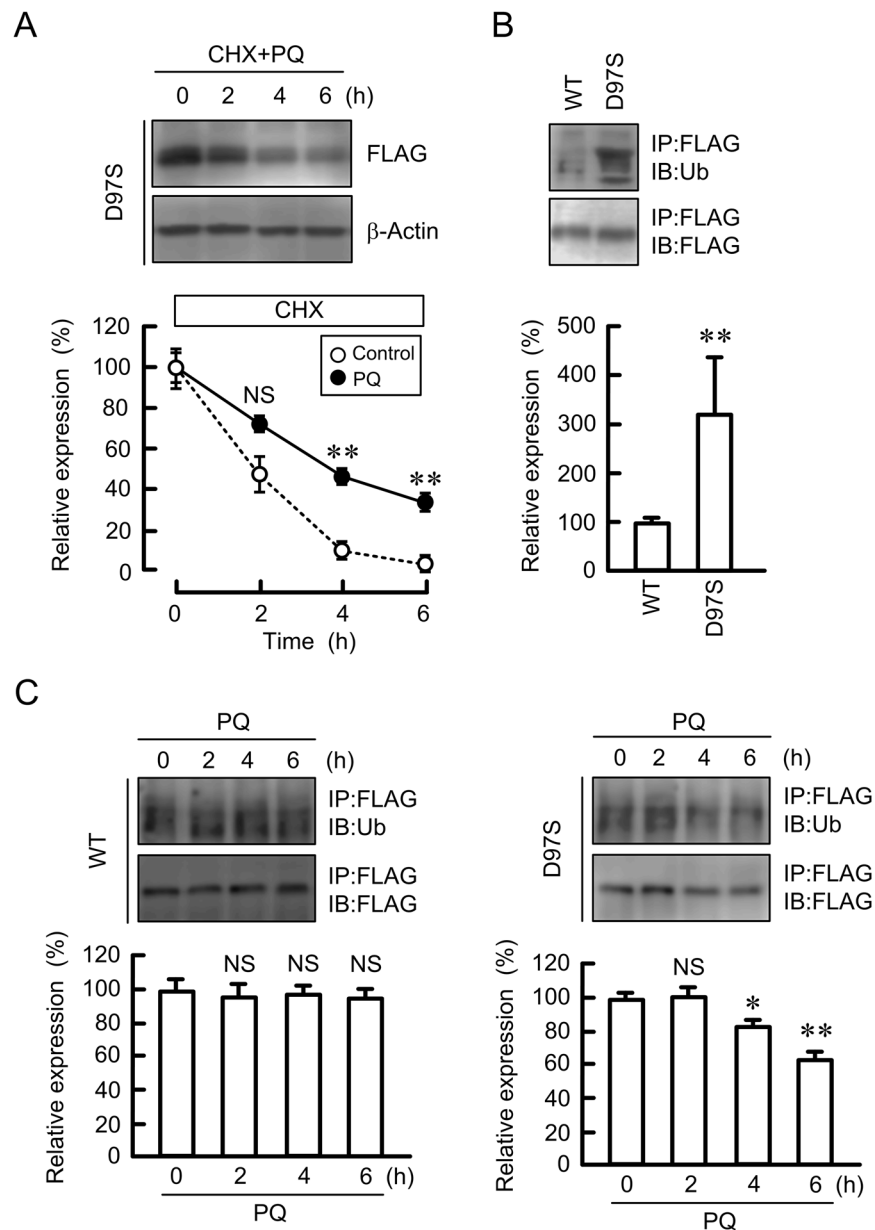 A
CHX+PQ
0 2 4 6 (h)
D97S
FLAG
β-Actin
CHX
Relative expression (%)
120
100
80
60
40
20
0
Control
PQ
NS
**
**
0 2 4 6
Time (h)
B
WT D97S
IP:FLAG
IB:Ub
IP:FLAG
IB:FLAG
Relative expression (%)
500
400
300
200
100
0
**
WT D97S
C
PQ
0 2 4 6 (h)
WT
IP:FLAG
IB:Ub
IP:FLAG
IB:FLAG
Relative expression (%)
120
100
80
60
40
20
0
NS NS NS
0 2 4 6 (h)
PQ
PQ
0 2 4 6 (h)
D97S
IP:FLAG
IB:Ub
IP:FLAG
IB:FLAG
Relative expression (%)
120
100
80
60
40
20
0
NS
*
**
0 2 4 6 (h)
PQ